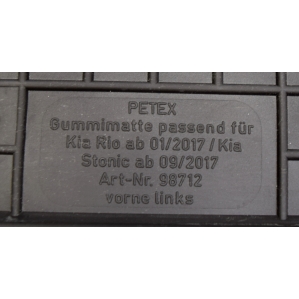 PETEX
Gummimatte passend für
Kia Rio ab 01/2017 / Kia
Stonic ab 09/2017
Art-Nr. 98712
vorne links